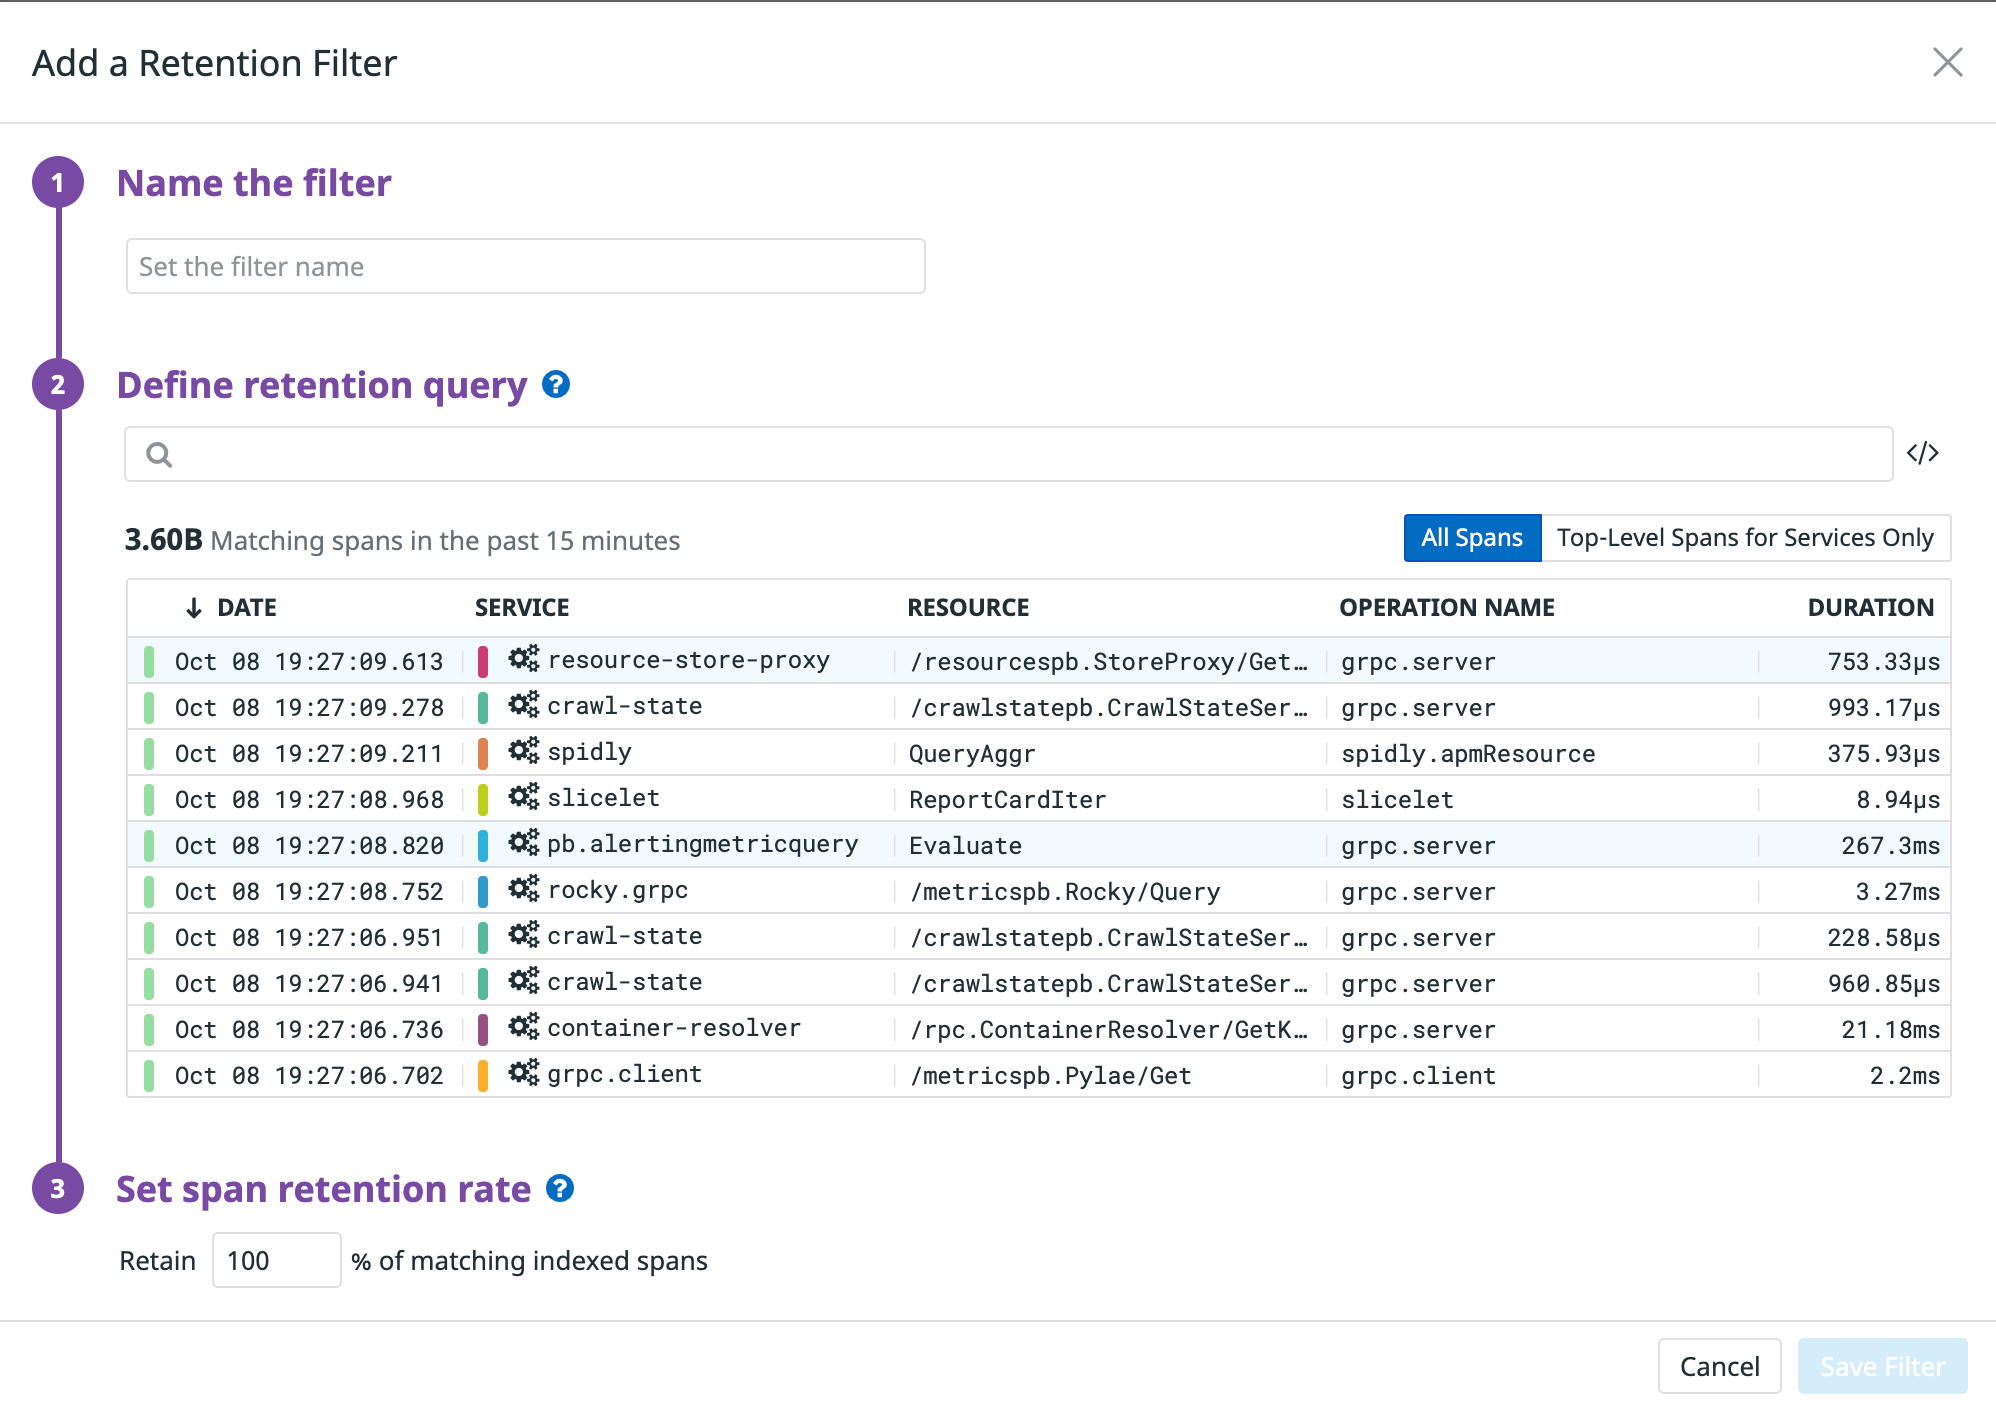 Add a Retention Filter
1 Name the filter
Set the filter name
2 Define retention query ?
</>
3.60B Matching spans in the past 15 minutes All Spans Top-Level Spans for Services Only
↓ DATE SERVICE RESOURCE OPERATION NAME DURATION
Oct 08 19:27:09.613 resource-store-proxy /resourcespb.StoreProxy/Get… grpc.server 753.33µs
Oct 08 19:27:09.278 crawl-state /crawlstatepb.CrawlStateSer… grpc.server 993.17µs
Oct 08 19:27:09.211 spidly QueryAggr spidly.apmResource 375.93µs
Oct 08 19:27:08.968 slicelet ReportCardIter slicelet 8.94µs
Oct 08 19:27:08.820 pb.alertingmetricquery Evaluate grpc.server 267.3ms
Oct 08 19:27:08.752 rocky.grpc /metricspb.Rocky/Query grpc.server 3.27ms
Oct 08 19:27:06.951 crawl-state /crawlstatepb.CrawlStateSer… grpc.server 228.58µs
Oct 08 19:27:06.941 crawl-state /crawlstatepb.CrawlStateSer… grpc.server 960.85µs
Oct 08 19:27:06.736 container-resolver /rpc.ContainerResolver/GetK… grpc.server 21.18ms
Oct 08 19:27:06.702 grpc.client /metricspb.Pylae/Get grpc.client 2.2ms
3 Set span retention rate ?
Retain 100 % of matching indexed spans
Cancel Save Filter